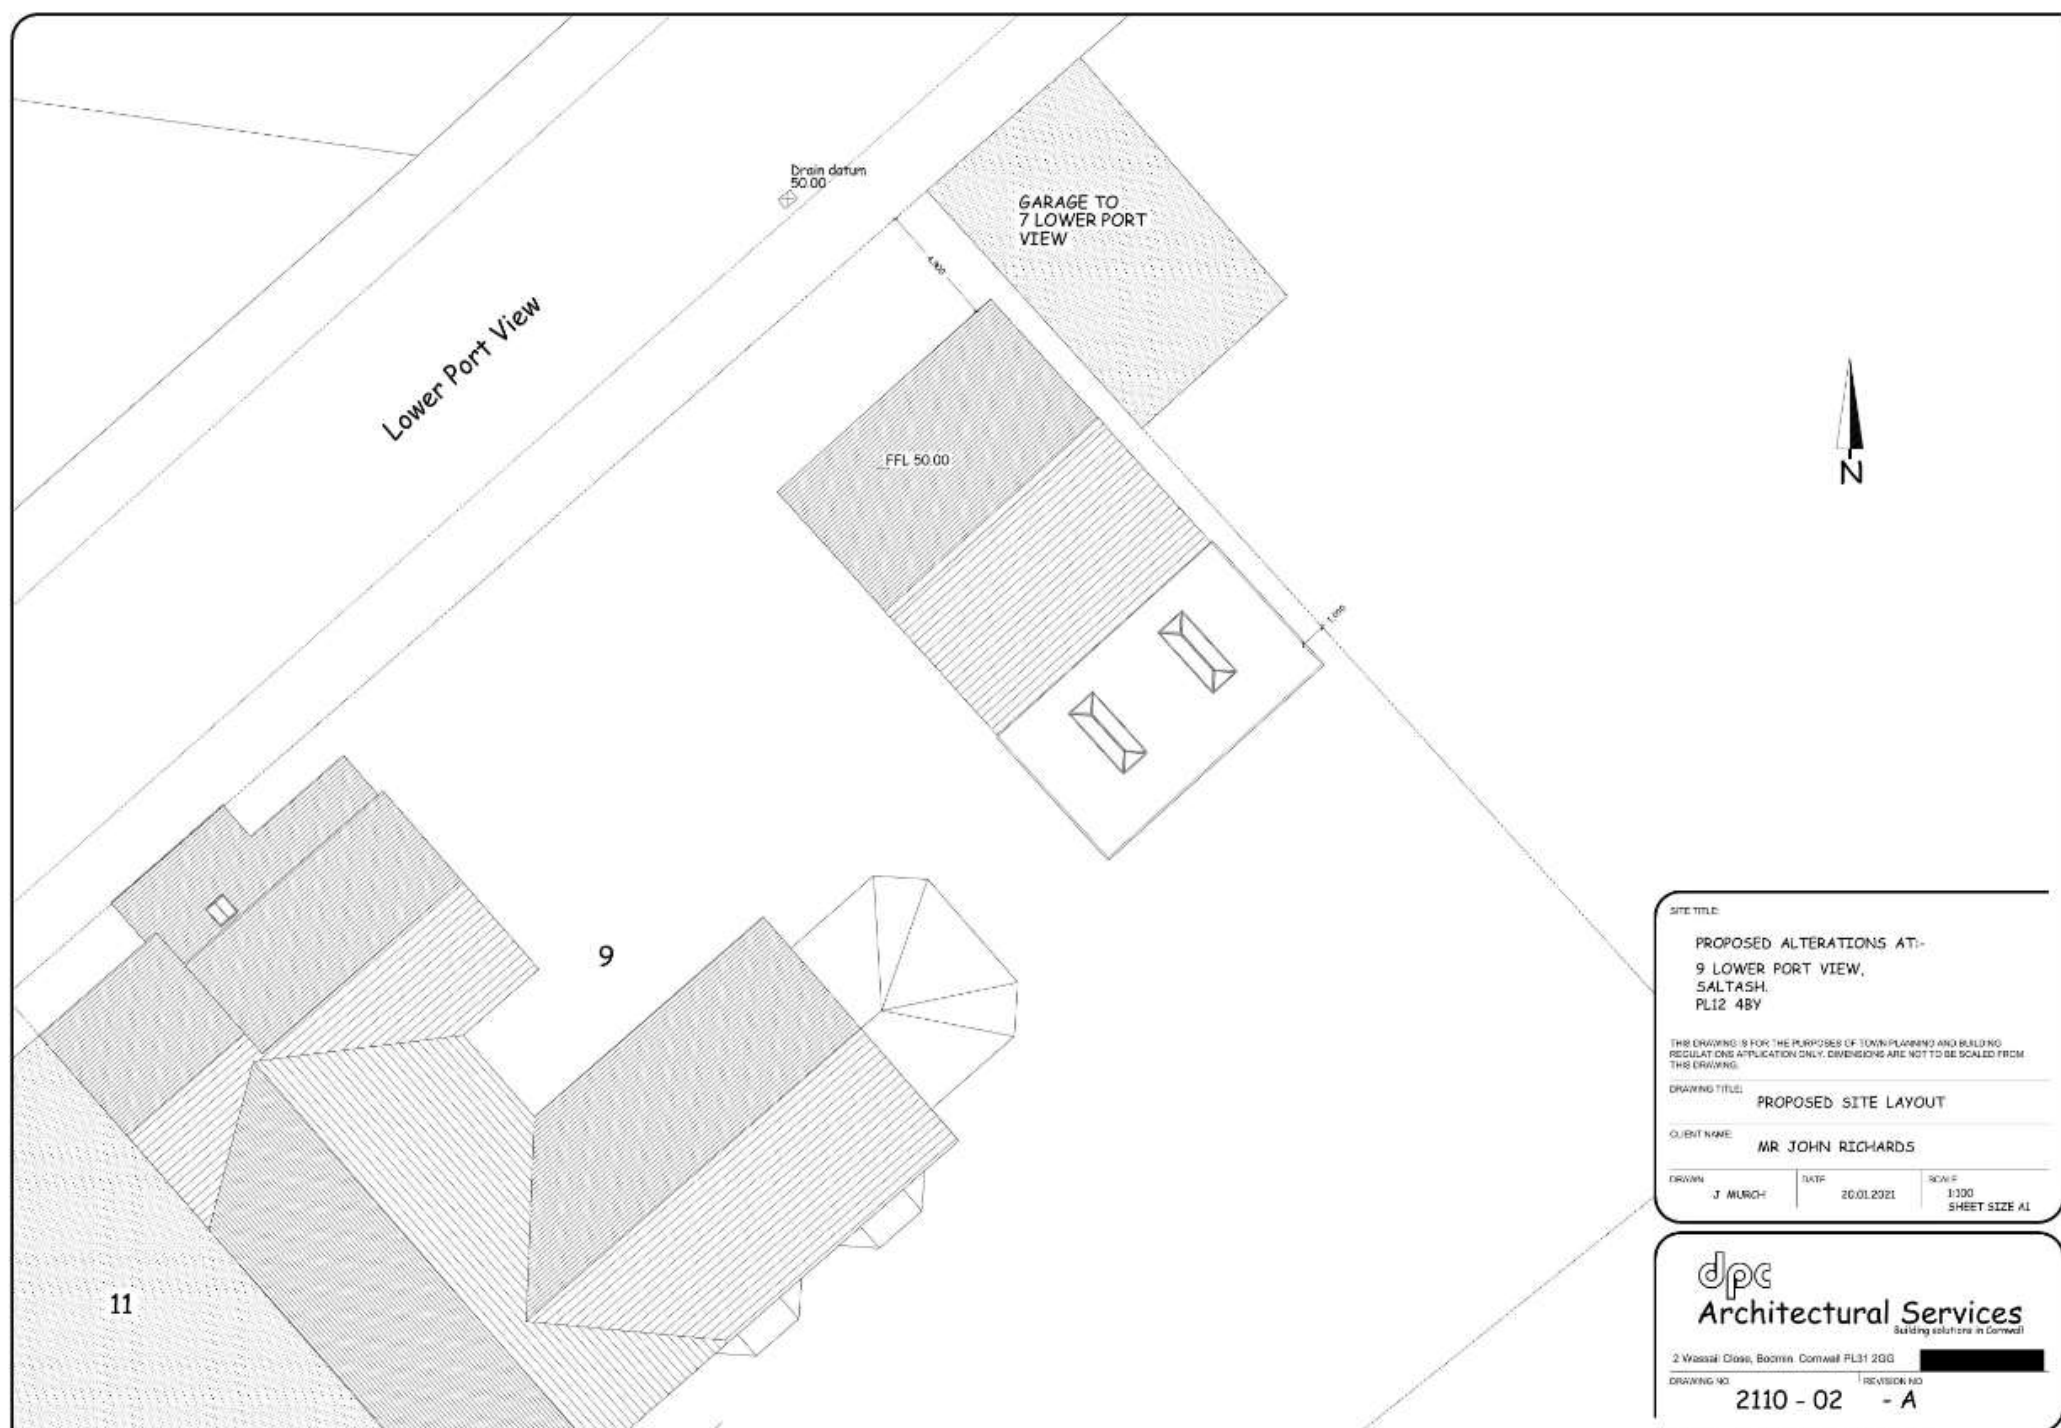 Drain datum
50.00
GARAGE TO
7 LOWER PORT
VIEW
4.900
Lower Port View
FFL 50.00
N
1.050
9
11
SITE TITLE:
PROPOSED ALTERATIONS AT:-
9 LOWER PORT VIEW,
SALTASH.
PL12 4BY
THIS DRAWING IS FOR THE PURPOSES OF TOWN PLANNING AND BUILDING
REGULATIONS APPLICATION ONLY. DIMENSIONS ARE NOT TO BE SCALED FROM
THIS DRAWING.
DRAWING TITLE:
PROPOSED SITE LAYOUT
CLIENT NAME:
MR JOHN RICHARDS
DRAWN
J MURCH
DATE
20.01.2021
SCALE
1:100
SHEET SIZE A1
dpc
Architectural Services
Building solutions in Cornwall
2 Wassail Close, Bodmin. Cornwall PL31 2GG
DRAWING NO.
2110 - 02
REVISION NO
- A